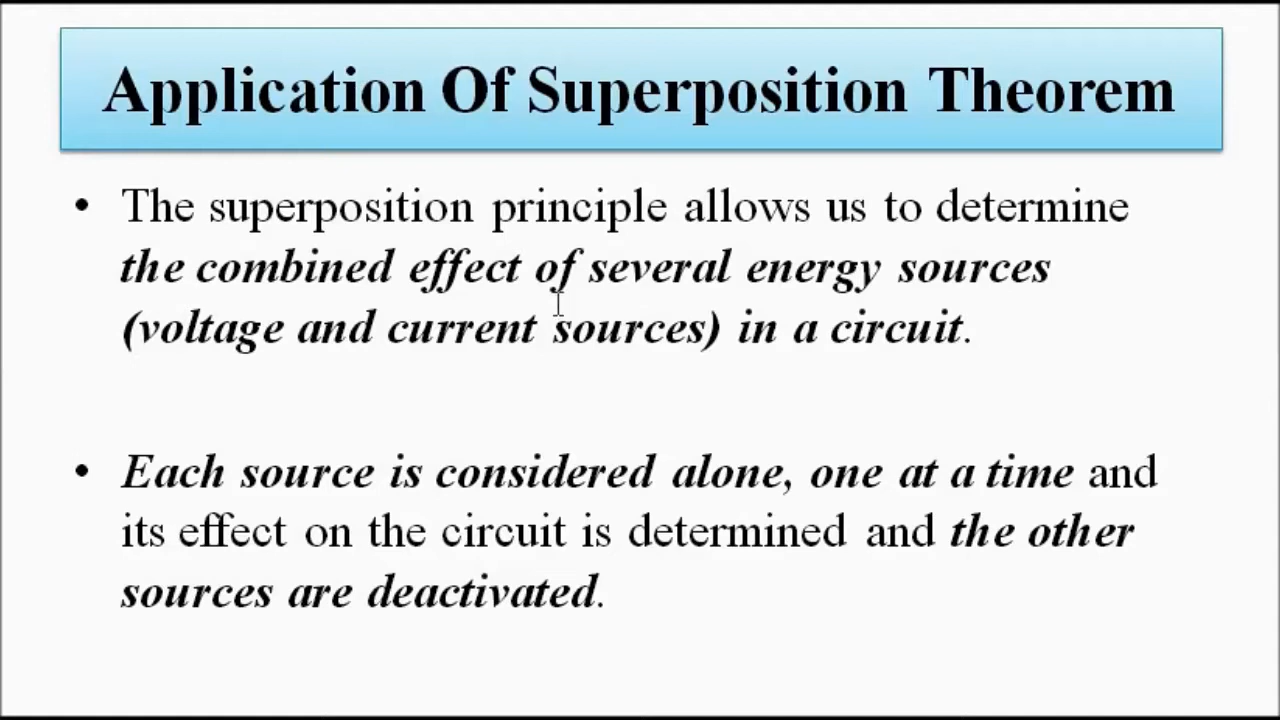 Application Of Superposition Theorem
• The superposition principle allows us to determine
the combined effect of several energy sources
(voltage and current sources) in a circuit.
• Each source is considered alone, one at a time and
its effect on the circuit is determined and the other
sources are deactivated.